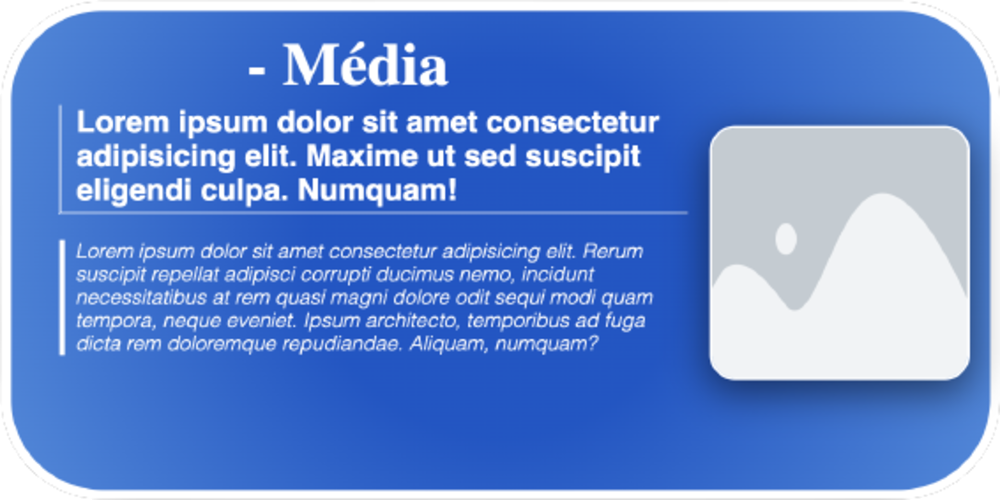 - Média
Lorem ipsum dolor sit amet consectetur
adipisicing elit. Maxime ut sed suscipit
eligendi culpa. Numquam!
Lorem ipsum dolor sit amet consectetur adipisicing elit. Rerum
suscipit repellat adipisci corrupti ducimus nemo, incidunt
necessitatibus at rem quasi magni dolore odit sequi modi quam
tempora, neque eveniet. Ipsum architecto, temporibus ad fuga
dicta rem doloremque repudiandae. Aliquam, numquam?